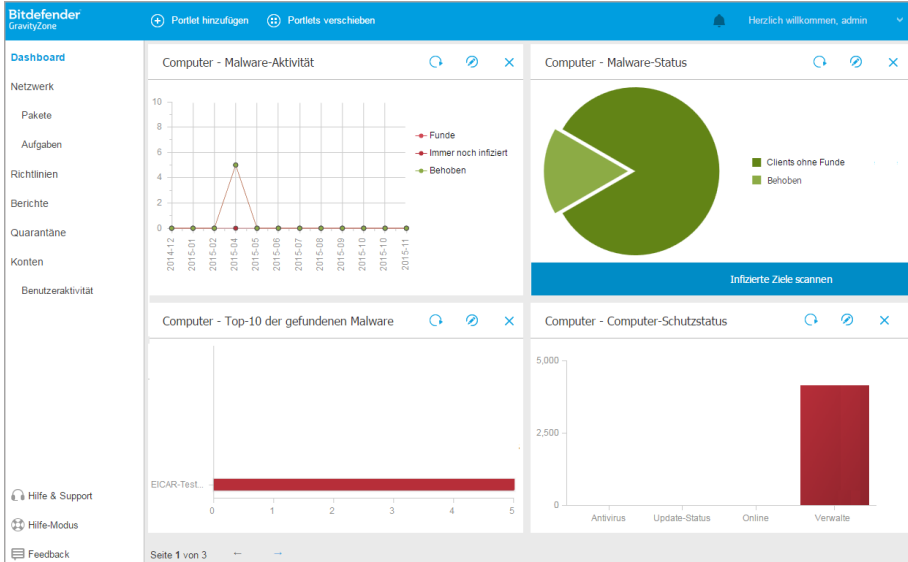 Bitdefender
GravityZone
Portlet hinzufügen
Portlets verschieben
Herzlich willkommen, admin
Dashboard
Netzwerk
Pakete
Aufgaben
Richtlinien
Berichte
Quarantäne
Konten
Benutzeraktivität
Hilfe & Support
Hilfe-Modus
Feedback
Computer - Malware-Aktivität
10
8
6
4
2
0
2014-12
2015-01
2015-02
2015-04
2015-05
2015-06
2015-07
2015-08
2015-09
2015-10
2015-10
2015-11
Funde
Immer noch infiziert
Behoben
Computer - Malware-Status
Clients ohne Funde
Behoben
Infizierte Ziele scannen
Computer - Top-10 der gefundenen Malware
EICAR-Test...
0 1 2 3 4 5
Computer - Computer-Schutzstatus
5,000
2,500
0
Antivirus Update-Status Online Verwalte
Seite 1 von 3